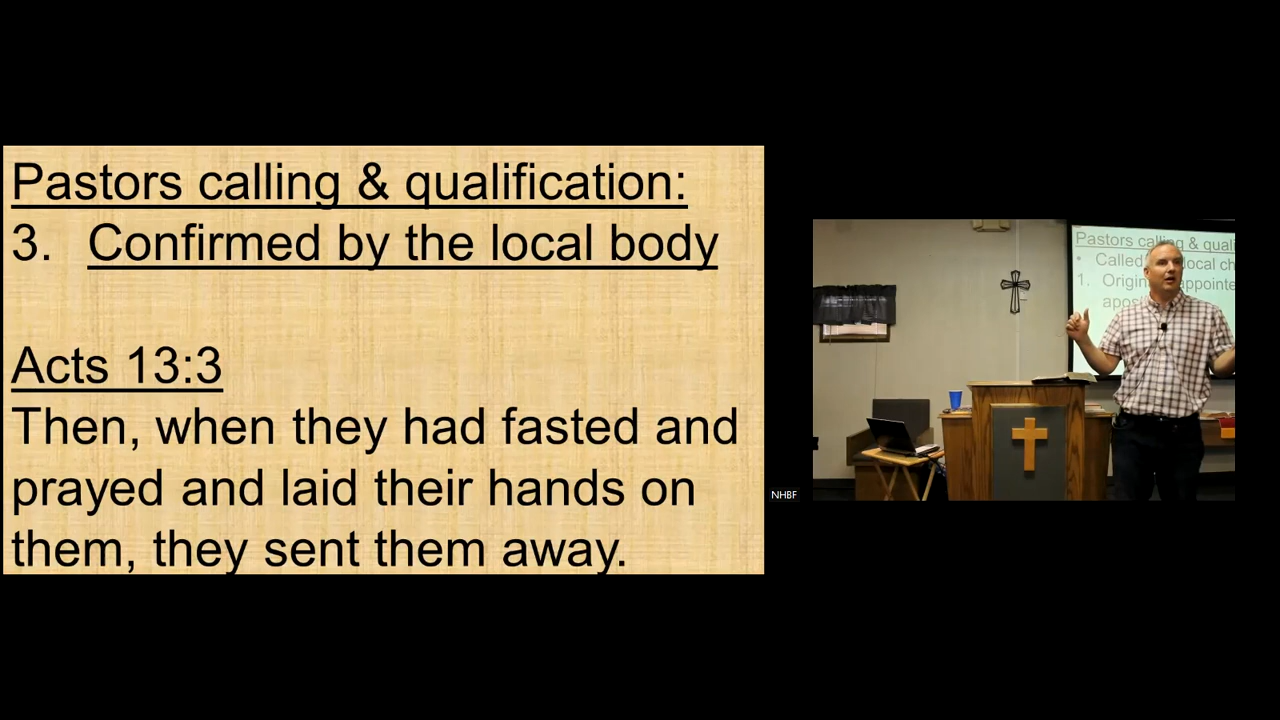 Pastors calling & qualification:
3. Confirmed by the local body
Acts 13:3
Then, when they had fasted and
prayed and laid their hands on
them, they sent them away.
NHBF
Pastors calling & quali
• Called local ch
1. Origin appointe
apos